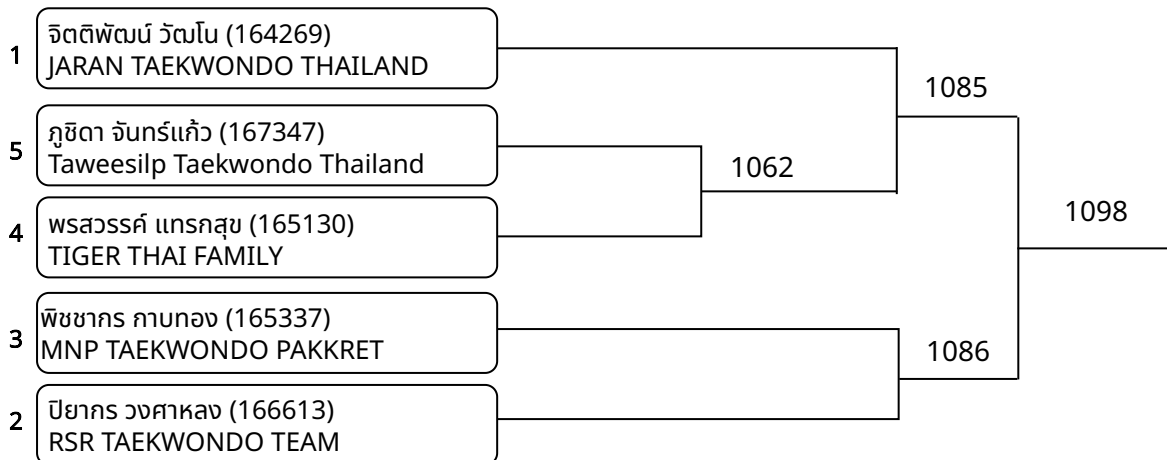 1
จิตติพัฒน์ วัฒโน (164269)
JARAN TAEKWONDO THAILAND
1085
5
ภูชิดา จันทร์แก้ว (167347)
Taweesilp Taekwondo Thailand
1062
4
พรสวรรค์ แทรกสุข (165130)
TIGER THAI FAMILY
1098
3
พิชชากร กาบทอง (165337)
MNP TAEKWONDO PAKKRET
1086
2
ปิยากร วงศาหลง (166613)
RSR TAEKWONDO TEAM